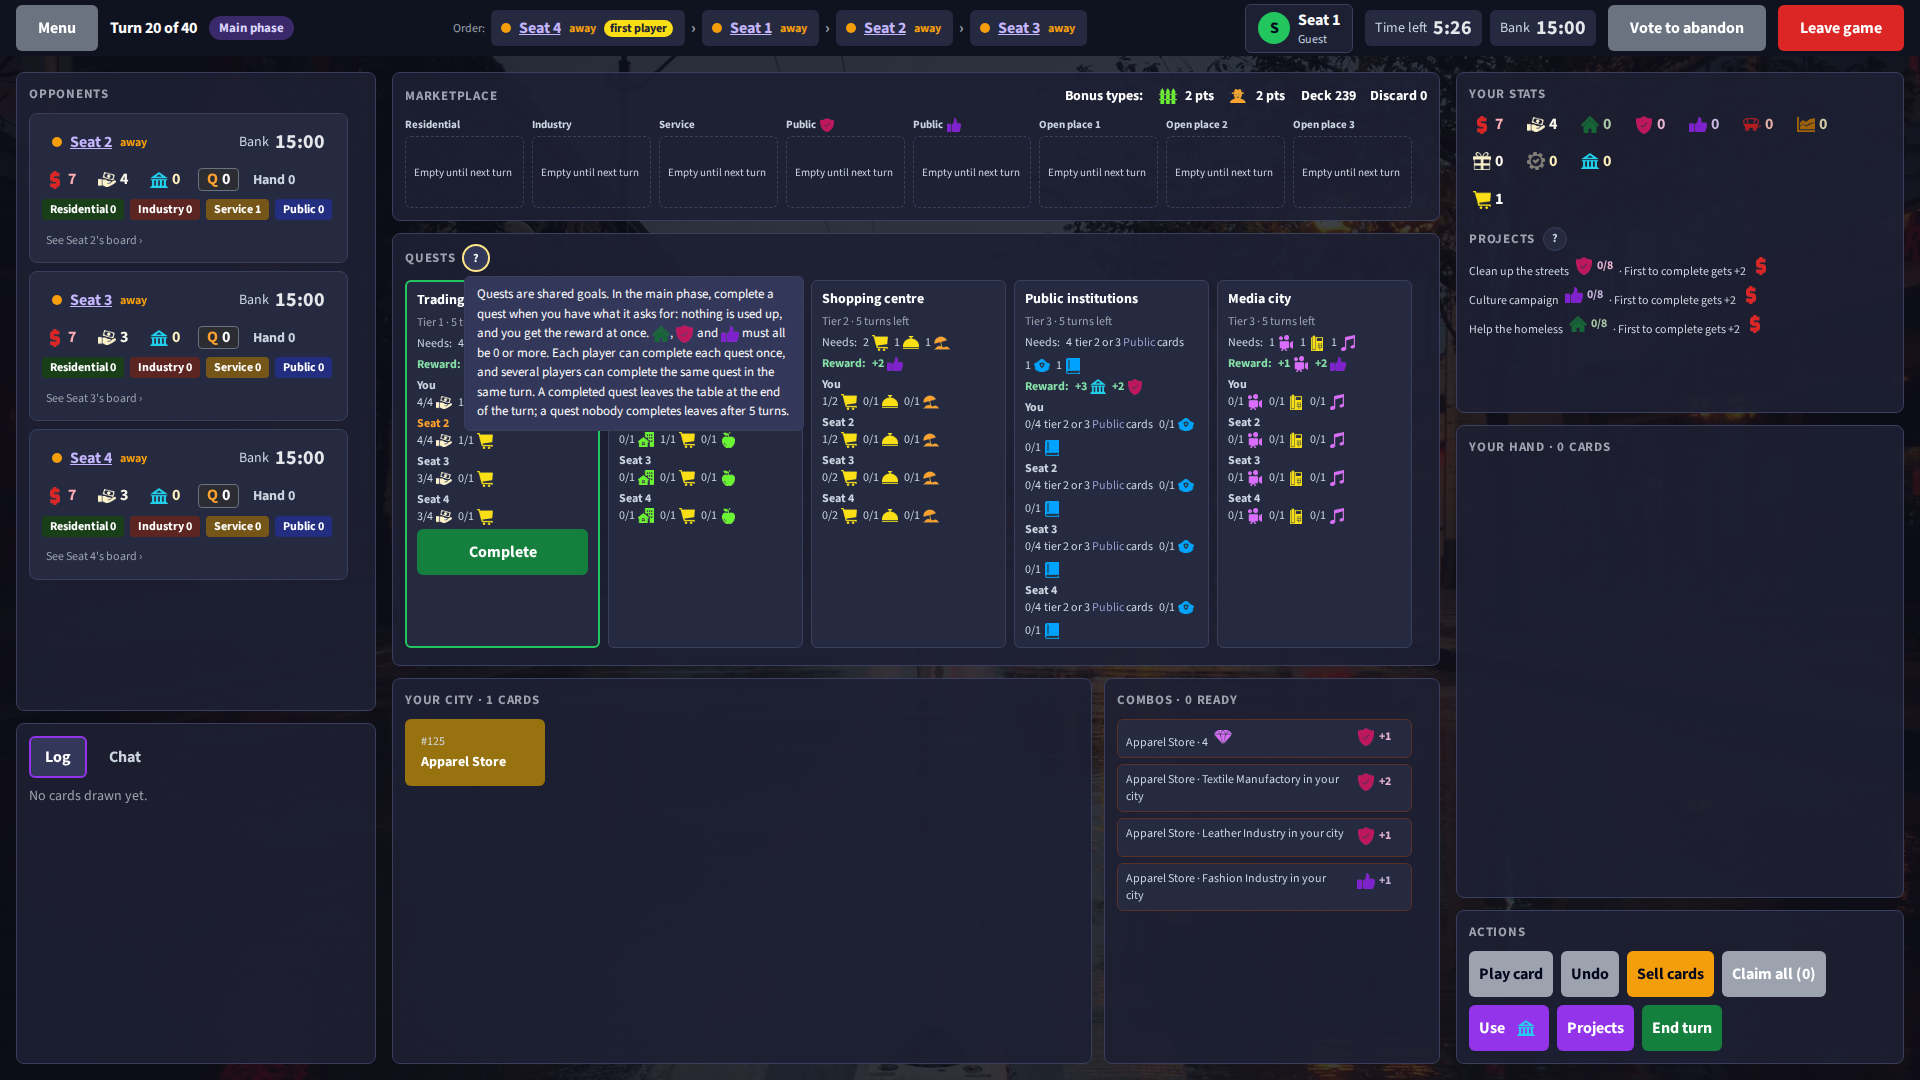 Menu
Turn 20 of 40
Main phase
Order:
Seat 4 away first player › Seat 1 away › Seat 2 away › Seat 3 away
S
Seat 1
Guest
Time left 5:26
Bank 15:00
Vote to abandon
Leave game
OPPONENTS
Seat 2 away Bank 15:00
7 4 0 Q 0 Hand 0
Residential 0 Industry 0 Service 1 Public 0
See Seat 2's board ›
Seat 3 away Bank 15:00
7 3 0 Q 0 Hand 0
Residential 0 Industry 0 Service 0 Public 0
See Seat 3's board ›
Seat 4 away Bank 15:00
7 3 0 Q 0 Hand 0
Residential 0 Industry 0 Service 0 Public 0
See Seat 4's board ›
Log
Chat
No cards drawn yet.
MARKETPLACE
Bonus types: 2 pts 2 pts Deck 239 Discard 0
Residential Industry Service Public Public Open place 1 Open place 2 Open place 3
Empty until next turn Empty until next turn Empty until next turn Empty until next turn Empty until next turn Empty until next turn Empty until next turn Empty until next turn
QUESTS ?
Quests are shared goals. In the main phase, complete a
quest when you have what it asks for: nothing is used up,
and you get the reward at once. , and must all
be 0 or more. Each player can complete each quest once,
and several players can complete the same quest in the
same turn. A completed quest leaves the table at the end
of the turn; a quest nobody completes leaves after 5 turns.
Trading
Tier 1 · 5 t
Needs: 4
Reward:
You
4/4 1
Seat 2
4/4 1/1
Seat 3
3/4 0/1
Seat 4
3/4 0/1
Complete
0/1 1/1 0/1
Seat 3
0/1 0/1 0/1
Seat 4
0/1 0/1 0/1
Shopping centre
Tier 2 · 5 turns left
Needs: 2 1 1
Reward: +2
You
1/2 0/1 0/1
Seat 2
1/2 0/1 0/1
Seat 3
0/2 0/1 0/1
Seat 4
0/2 0/1 0/1
Public institutions
Tier 3 · 5 turns left
Needs: 4 tier 2 or 3 Public cards
1 1
Reward: +3 +2
You
0/4 tier 2 or 3 Public cards 0/1
0/1
Seat 2
0/4 tier 2 or 3 Public cards 0/1
0/1
Seat 3
0/4 tier 2 or 3 Public cards 0/1
0/1
Seat 4
0/4 tier 2 or 3 Public cards 0/1
0/1
Media city
Tier 3 · 5 turns left
Needs: 1 1 1
Reward: +1 +2
You
0/1 0/1 0/1
Seat 2
0/1 0/1 0/1
Seat 3
0/1 0/1 0/1
Seat 4
0/1 0/1 0/1
YOUR CITY · 1 CARDS
#125
Apparel Store
COMBOS · 0 READY
Apparel Store · 4 +1
Apparel Store · Textile Manufactory in your +2
city
Apparel Store · Leather Industry in your city +1
Apparel Store · Fashion Industry in your +1
city
YOUR STATS
7 4 0 0 0 0 0
0 0 0
1
PROJECTS ?
Clean up the streets 0/8 · First to complete gets +2
Culture campaign 0/8 · First to complete gets +2
Help the homeless 0/8 · First to complete gets +2
YOUR HAND · 0 CARDS
ACTIONS
Play card Undo Sell cards Claim all (0)
Use Projects End turn